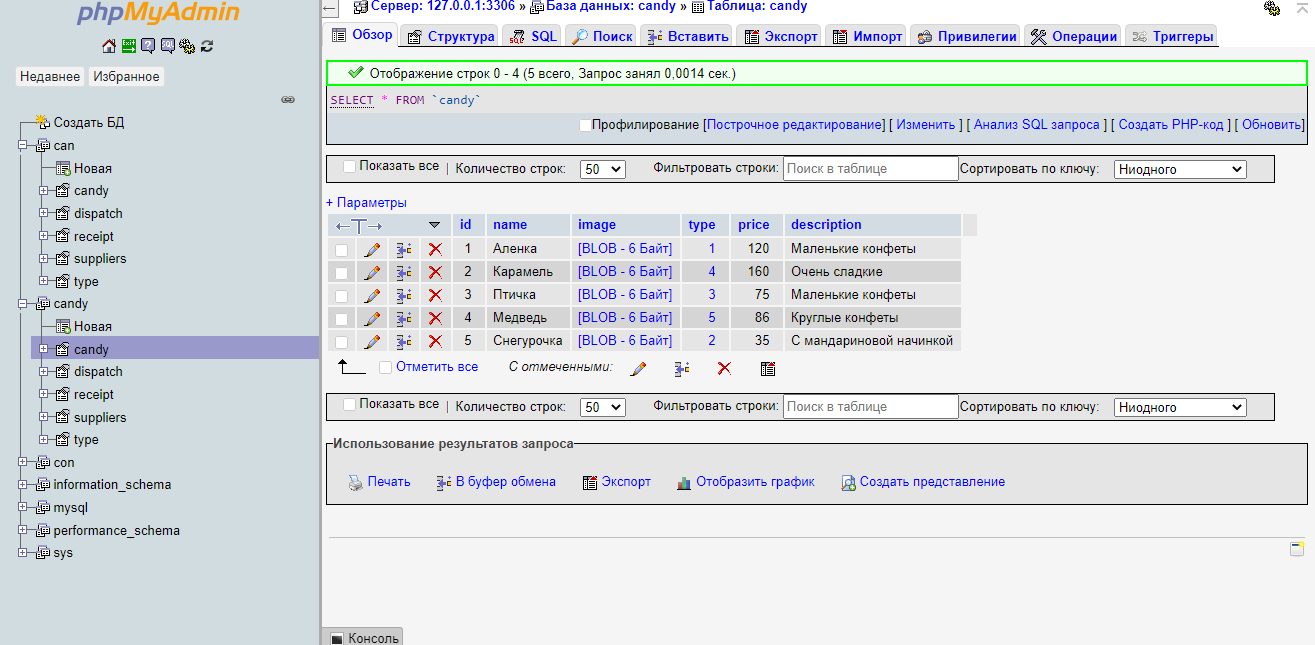 phpMyAdmin
Недавнее Избранное
Создать БД
can
Новая
candy
dispatch
receipt
suppliers
type
candy
Новая
candy
dispatch
receipt
suppliers
type
con
information_schema
mysql
performance_schema
sys
Сервер: 127.0.0.1:3306 » База данных: candy » Таблица: candy
Обзор Структура SQL Поиск Вставить Экспорт Импорт Привилегии Операции Триггеры
Отображение строк 0 - 4 (5 всего, Запрос занял 0,0014 сек.)
SELECT * FROM `candy`
Профилирование [Построчное редактирование] [ Изменить ] [ Анализ SQL запроса ] [ Создать PHP-код ] [ Обновить]
Показать все | Количество строк: 50 Фильтровать строки: Поиск в таблице Сортировать по ключу: Ниодного
+ Параметры
←T→ id name image type price description
1 Аленка [BLOB - 6 Байт] 1 120 Маленькие конфеты
2 Карамель [BLOB - 6 Байт] 4 160 Очень сладкие
3 Птичка [BLOB - 6 Байт] 3 75 Маленькие конфеты
4 Медведь [BLOB - 6 Байт] 5 86 Круглые конфеты
5 Снегурочка [BLOB - 6 Байт] 2 35 С мандариновой начинкой
Отметить все С отмеченными:
Показать все | Количество строк: 50 Фильтровать строки: Поиск в таблице Сортировать по ключу: Ниодного
Использование результатов запроса
Печать В буфер обмена Экспорт Отобразить график Создать представление
Консоль